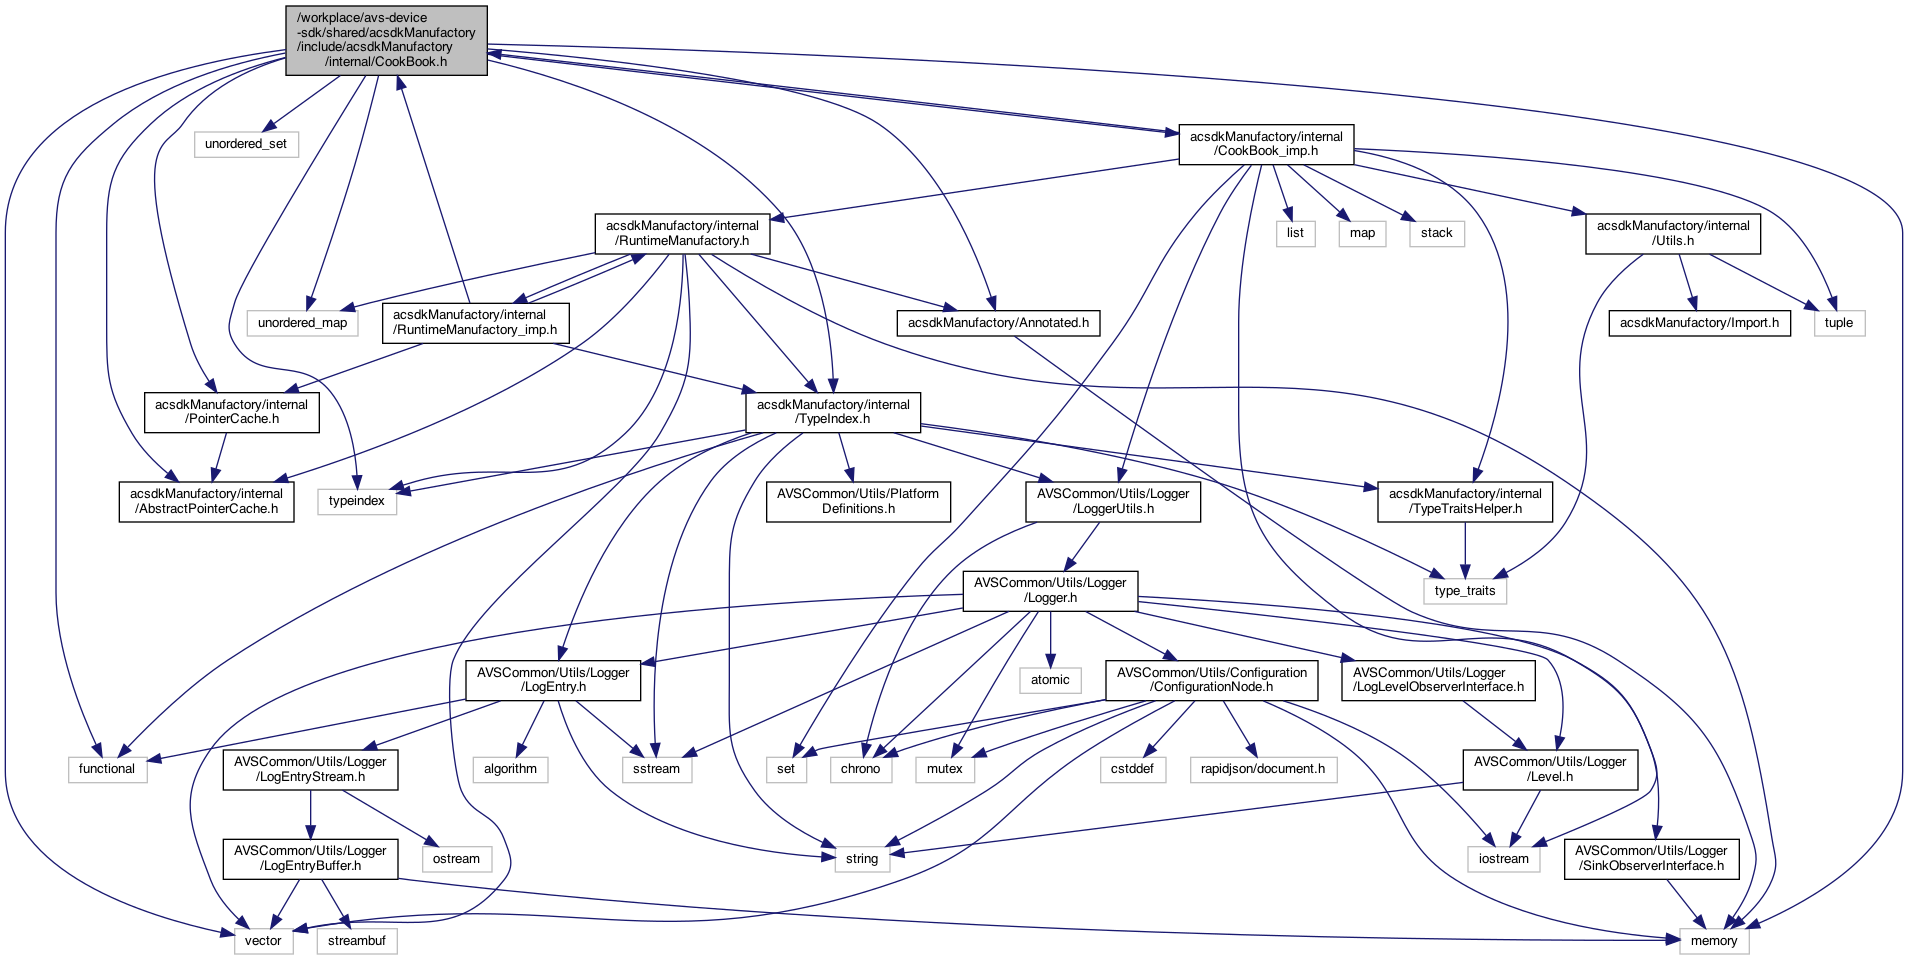 /workplace/avs-device
-sdk/shared/acsdkManufactory
/include/acsdkManufactory
/internal/CookBook.h
unordered_set
acsdkManufactory/internal
/CookBook_imp.h
acsdkManufactory/internal
/RuntimeManufactory.h
list
map
stack
acsdkManufactory/internal
/Utils.h
unordered_map
acsdkManufactory/internal
/RuntimeManufactory_imp.h
acsdkManufactory/Annotated.h
acsdkManufactory/Import.h
tuple
acsdkManufactory/internal
/PointerCache.h
acsdkManufactory/internal
/TypeIndex.h
acsdkManufactory/internal
/AbstractPointerCache.h
typeindex
AVSCommon/Utils/Platform
Definitions.h
AVSCommon/Utils/Logger
/LoggerUtils.h
acsdkManufactory/internal
/TypeTraitsHelper.h
AVSCommon/Utils/Logger
/Logger.h
type_traits
AVSCommon/Utils/Logger
/LogEntry.h
atomic
AVSCommon/Utils/Configuration
/ConfigurationNode.h
AVSCommon/Utils/Logger
/LogLevelObserverInterface.h
functional
AVSCommon/Utils/Logger
/LogEntryStream.h
algorithm
sstream
set
chrono
mutex
cstddef
rapidjson/document.h
AVSCommon/Utils/Logger
/Level.h
AVSCommon/Utils/Logger
/LogEntryBuffer.h
ostream
string
iostream
AVSCommon/Utils/Logger
/SinkObserverInterface.h
vector
streambuf
memory